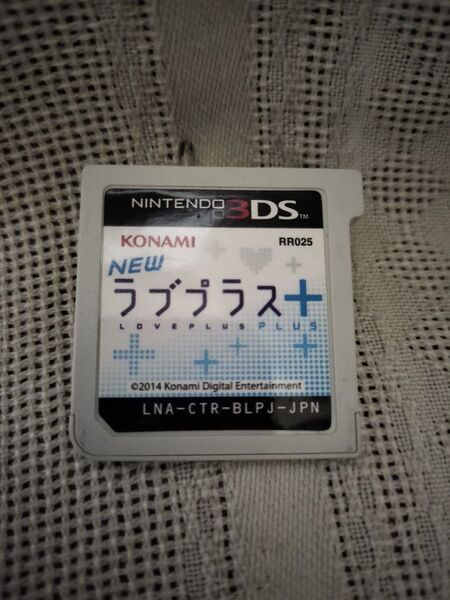 NINTENDO 3DS™
KONAMI RR025
NEW
ラブプラス+
LOVEPLUS PLUS
©2014 Konami Digital Entertainment
LNA-CTR-BLPJ-JPN